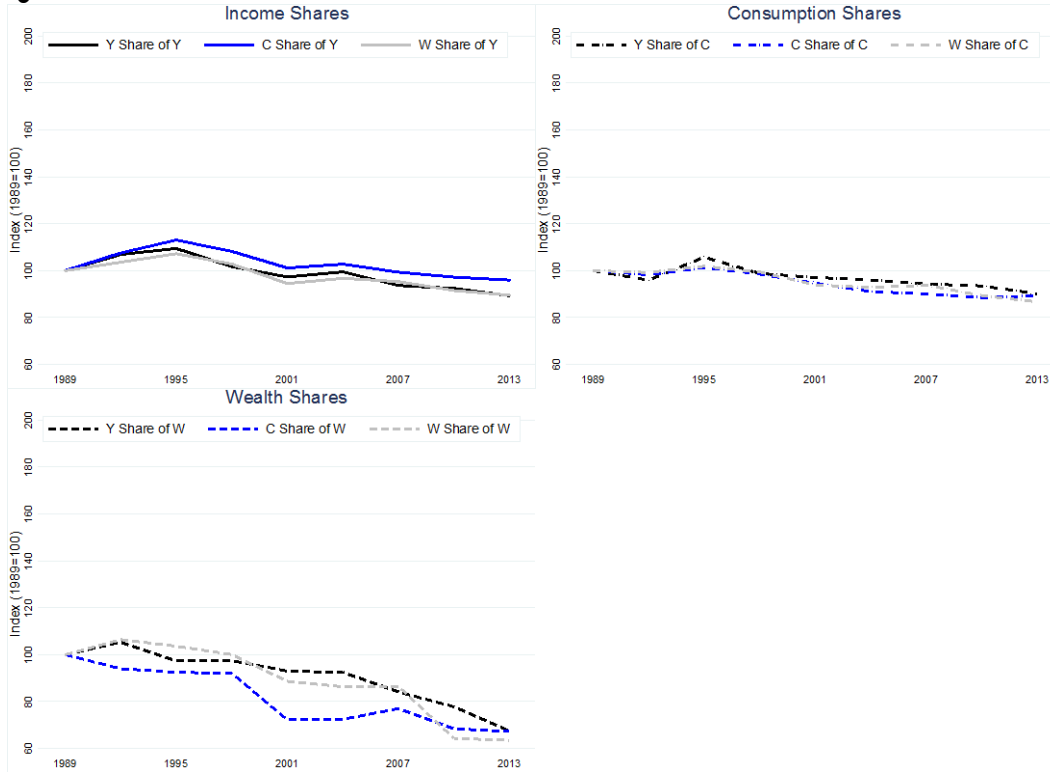 Income Shares
Y Share of Y C Share of Y W Share of Y
Index (1989=100)
200
180
160
140
120
100
80
60
1989 1995 2001 2007 2013
Consumption Shares
Y Share of C C Share of C W Share of C
Index (1989=100)
200
180
160
140
120
100
80
60
1989 1995 2001 2007 2013
Wealth Shares
Y Share of W C Share of W W Share of W
Index (1989=100)
200
180
160
140
120
100
80
60
1989 1995 2001 2007 2013